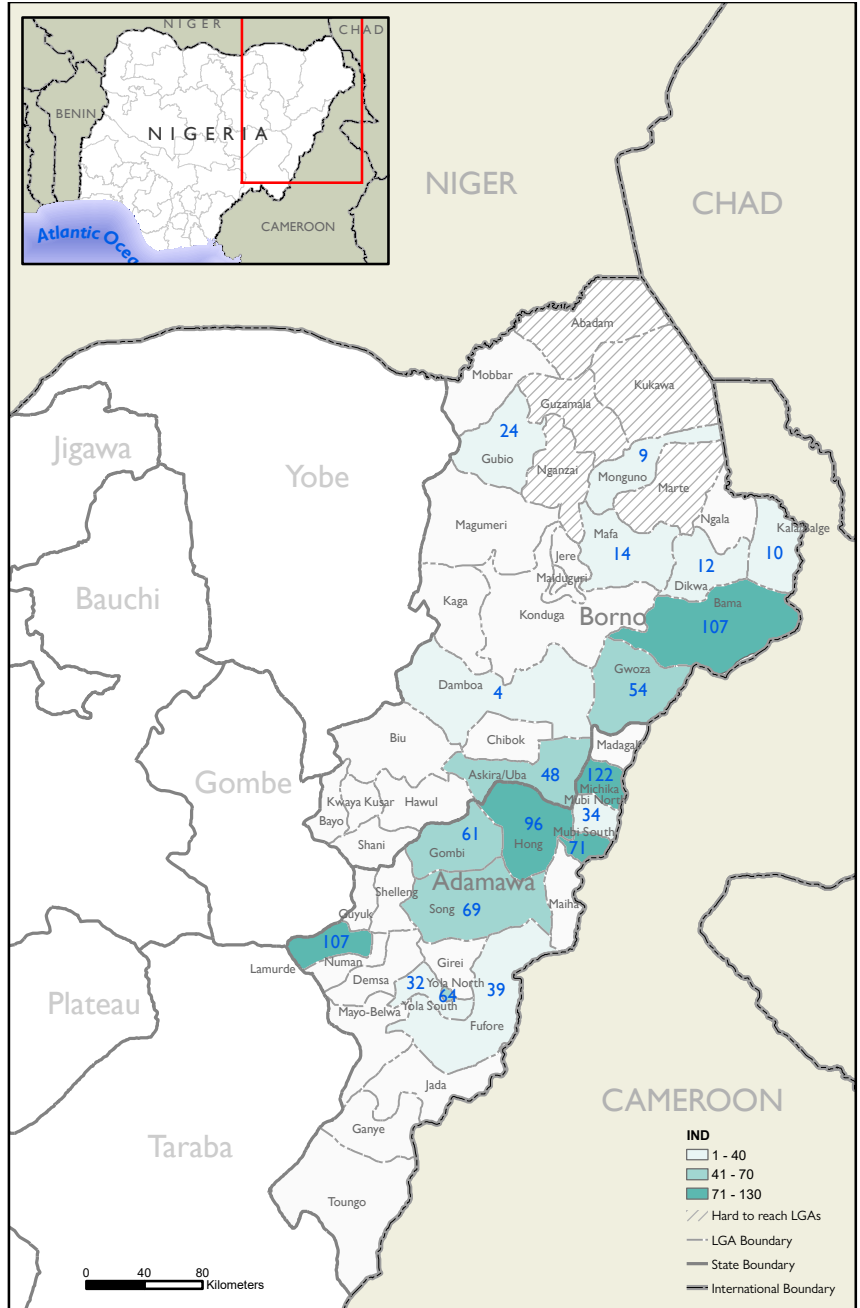 NIGER
CHAD
BENIN
NIGERIA
CAMEROON
Atlantic Ocea
NIGER
CHAD
Abadam
Mobbar
Kukawa
Guzamala
24
Gubio
9
Monguno
Nganzai
Marte
Jigawa
Yobe
Magumeri
Mafa
14
Ngala
Kala/Balge
10
12
Dikwa
Jere
Maiduguri
Bauchi
Kaga
Konduga
Borno
Bama
107
Gwoza
54
Damboa
4
Biu
Chibok
Madagali
Askira/Uba
48
122
Michika
Mubi North
34
Gombe
Kwaya Kusar
Hawul
Bayo
Shani
61
Gombi
96
Hong
Mubi South
71
Adamawa
Shelleng
Song
69
Maiha
Guyuk
107
Lamurde
Numan
Girei
Demsa
32
Yola North
64
39
Yola South
Mayo-Belwa
Fufore
Plateau
Jada
CAMEROON
Ganye
Taraba
Toungo
IND
1 - 40
41 - 70
71 - 130
Hard to reach LGAs
LGA Boundary
State Boundary
International Boundary
0
40
80
Kilometers